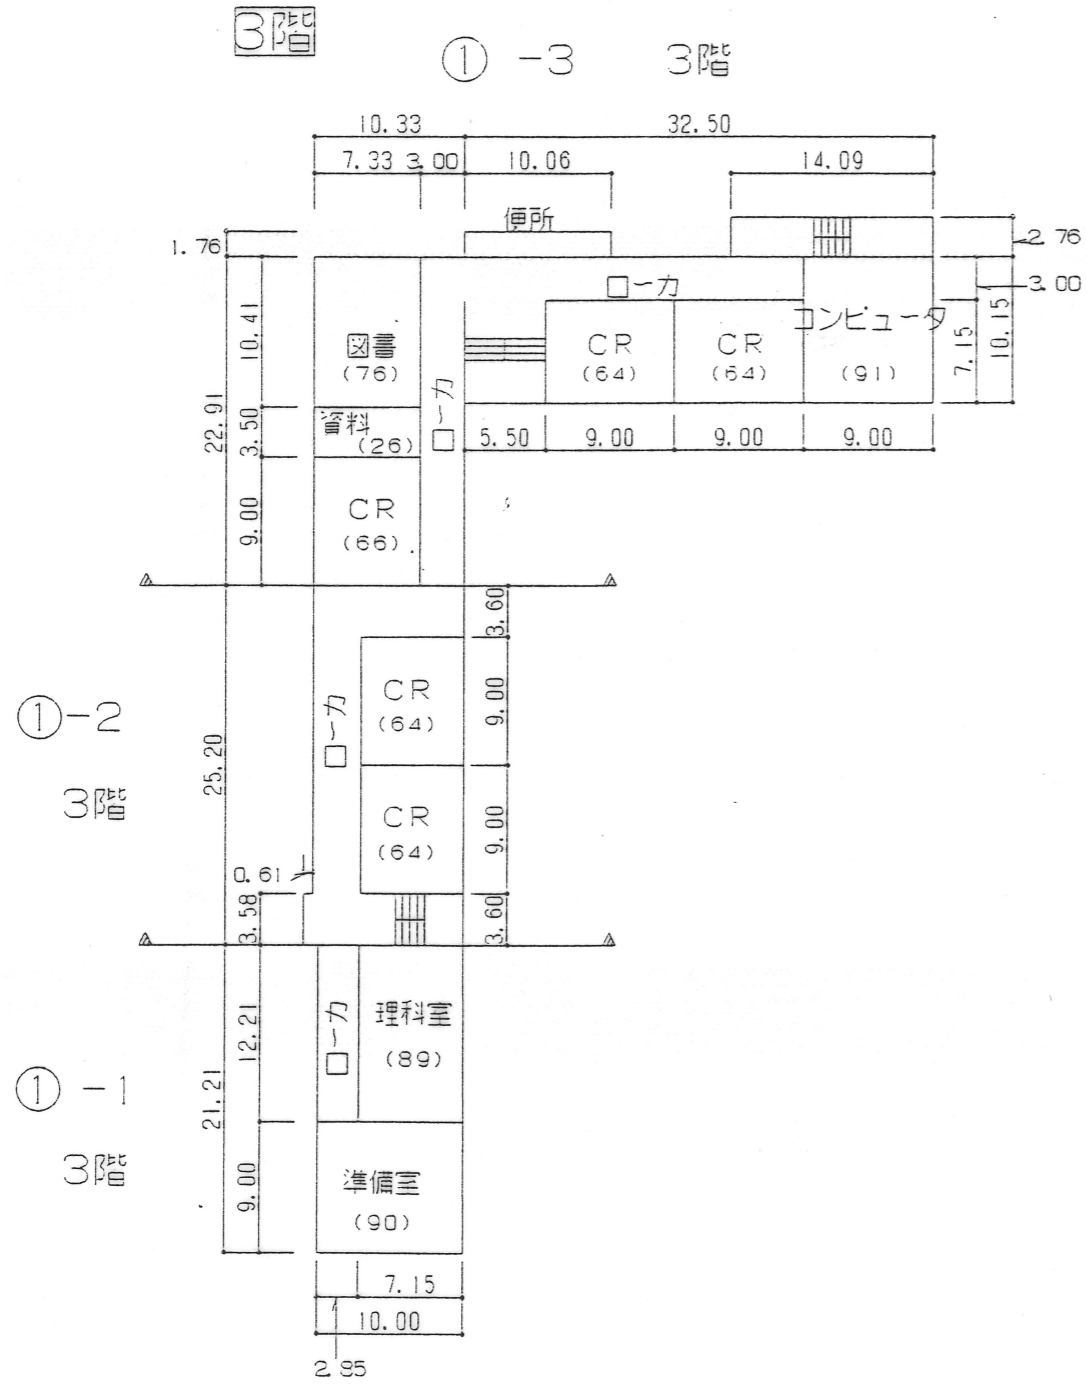 3階
① -3 3階
10.33 32.50
7.33 3.00 10.06 14.09
便所
1.76
2.76
ローカ
3.00
コンピュータ
(91)
10.41
図書
(76)
CR
(64)
CR
(64)
7.15
10.15
ローカ
22.91
3.50
資料
(26)
5.50 9.00 9.00 9.00
9.00
CR
(66)
3.60
①-2
3階
25.20
ローカ
CR
(64)
9.00
CR
(64)
9.00
0.61
3.58
3.60
①-1
3階
21.21
12.21
ローカ
理科室
(89)
9.00
準備室
(90)
7.15
10.00
2.85